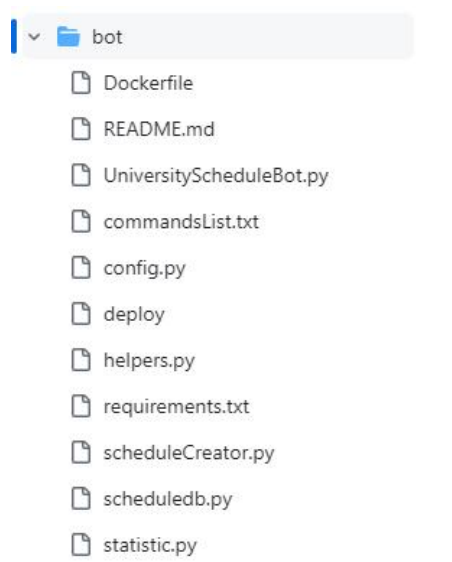 bot
Dockerfile
README.md
UniversityScheduleBot.py
commandsList.txt
config.py
deploy
helpers.py
requirements.txt
scheduleCreator.py
scheduledb.py
statistic.py